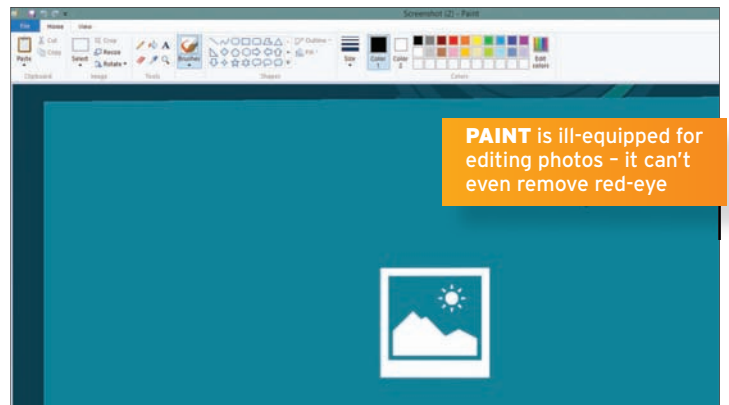 Screenshot (2) - Paint
File Home View
Paste
Cut
Copy
Clipboard
Select
Crop
Resize
Rotate
Image
Tools
Brushes
Shapes
Outline
Fill
Size
Color 1
Color 2
Edit colors
Colors
PAINT is ill-equipped for
editing photos – it can't
even remove red-eye